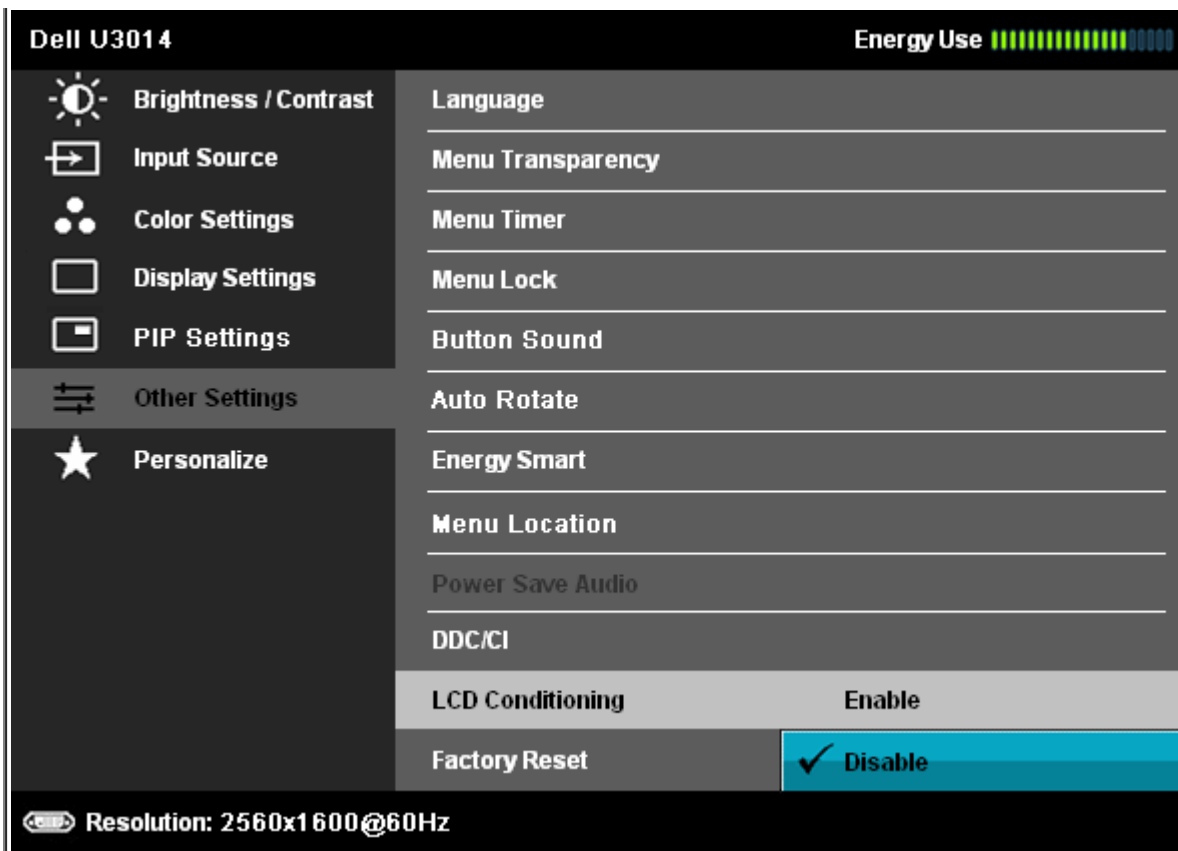 Dell U3014
Energy Use
Brightness / Contrast
Input Source
Color Settings
Display Settings
PIP Settings
Other Settings
Personalize
Language
Menu Transparency
Menu Timer
Menu Lock
Button Sound
Auto Rotate
Energy Smart
Menu Location
Power Save Audio
DDC/CI
LCD Conditioning
Enable
Factory Reset
Disable
Resolution: 2560x1600@60Hz